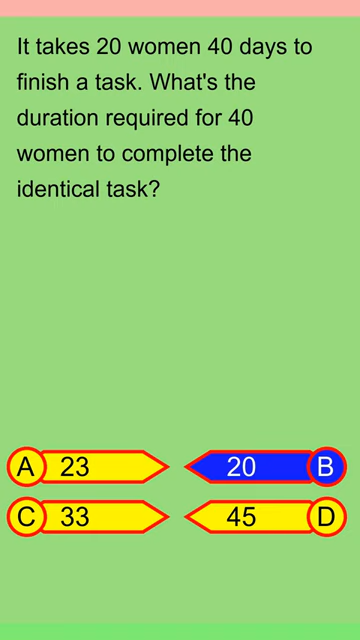 It takes 20 women 40 days to
finish a task. What's the
duration required for 40
women to complete the
identical task?
A 23
20 B
C 33
45 D